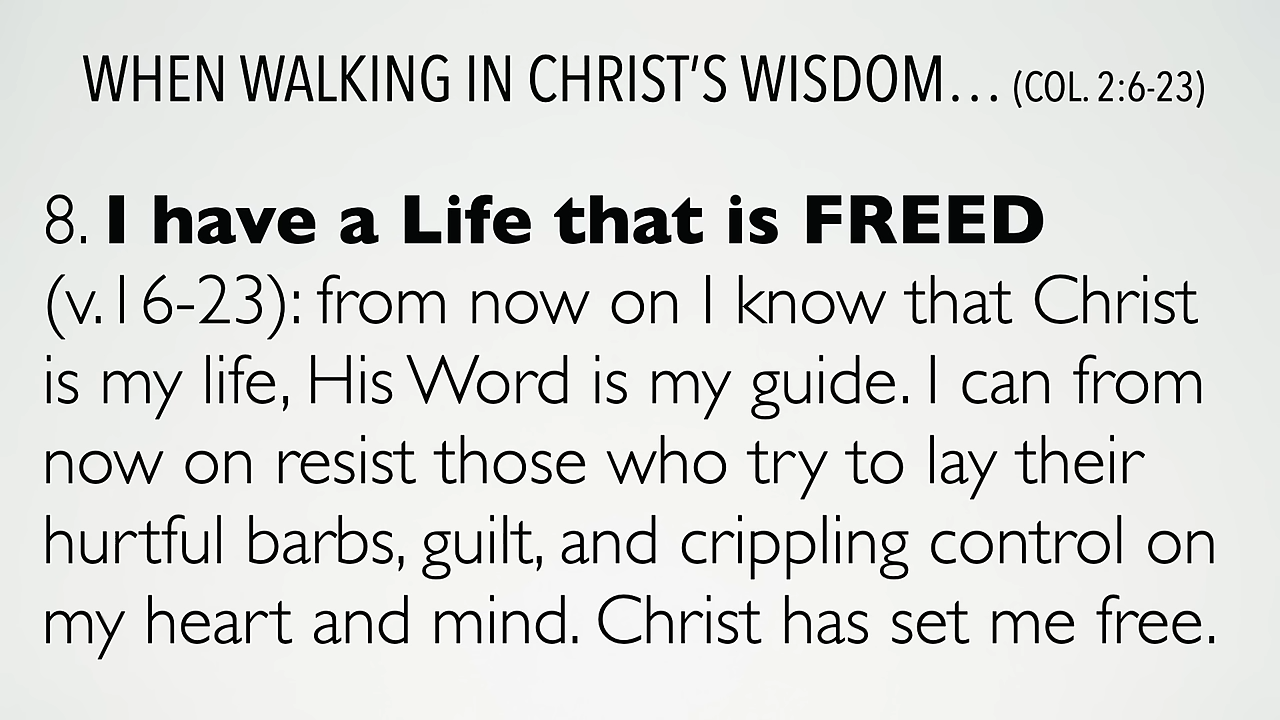 WHEN WALKING IN CHRIST’S WISDOM… (COL. 2:6-23)
8. I have a Life that is FREED
(v.16-23): from now on I know that Christ
is my life, His Word is my guide. I can from
now on resist those who try to lay their
hurtful barbs, guilt, and crippling control on
my heart and mind. Christ has set me free.